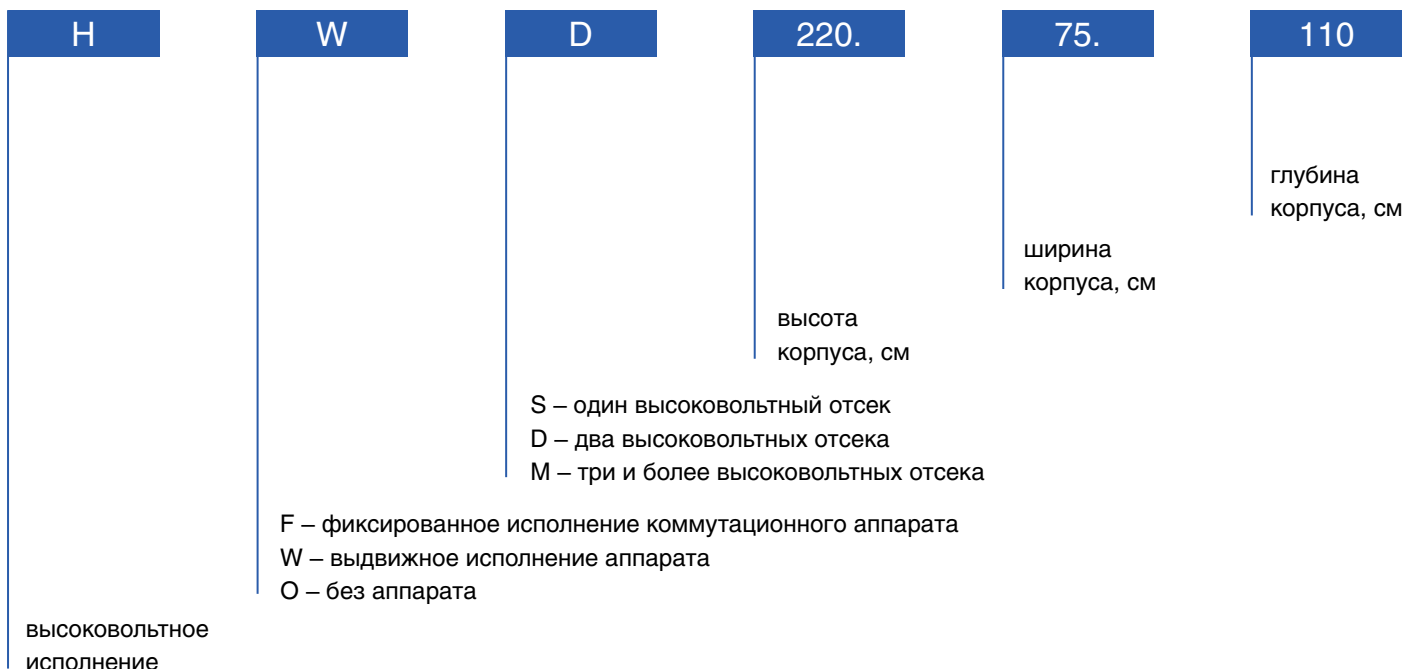 H W D 220. 75. 110
глубина
корпуса, см
ширина
корпуса, см
высота
корпуса, см
S – один высоковольтный отсек
D – два высоковольтных отсека
M – три и более высоковольтных отсека
F – фиксированное исполнение коммутационного аппарата
W – выдвижное исполнение аппарата
O – без аппарата
высоковольтное
исполнение